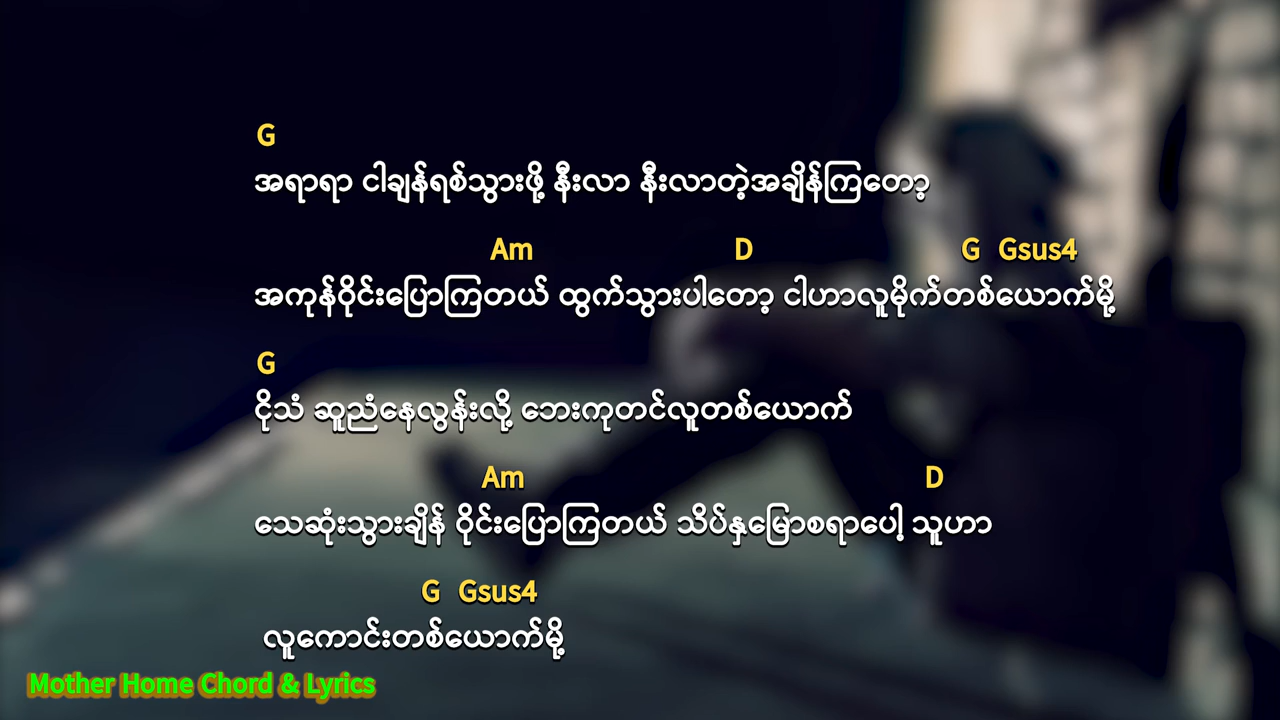 G
အရာရာ ငါချန်ရစ်သွားဖို့ နီးလာ နီးလာတဲ့အချိန်ကြတော့
Am D G Gsus4
အကုန်ဝိုင်းပြောကြတယ် ထွက်သွားပါတော့ ငါဟာလူမိုက်တစ်ယောက်မို့
G
ငိုသံ ဆူညံနေလွန်းလို့ ဘေးကုတင်လူတစ်ယောက်
Am D
သေဆုံးသွားချိန် ဝိုင်းပြောကြတယ် သိပ်နှမြောစရာပေါ့ သူဟာ
G Gsus4
လူကောင်းတစ်ယောက်မို့
Mother Home Chord & Lyrics